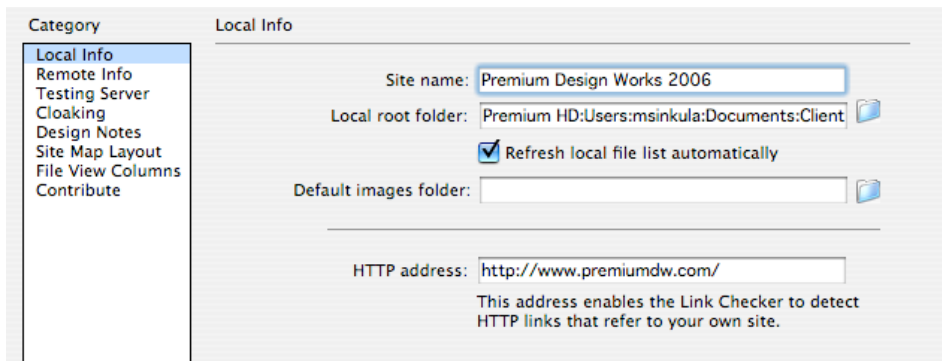 Category
Local Info
Local Info
Remote Info
Testing Server
Cloaking
Design Notes
Site Map Layout
File View Columns
Contribute
Site name: Premium Design Works 2006
Local root folder: Premium HD:Users:msinkula:Documents:Client
Refresh local file list automatically
Default images folder:
HTTP address: http://www.premiumdw.com/
This address enables the Link Checker to detect
HTTP links that refer to your own site.